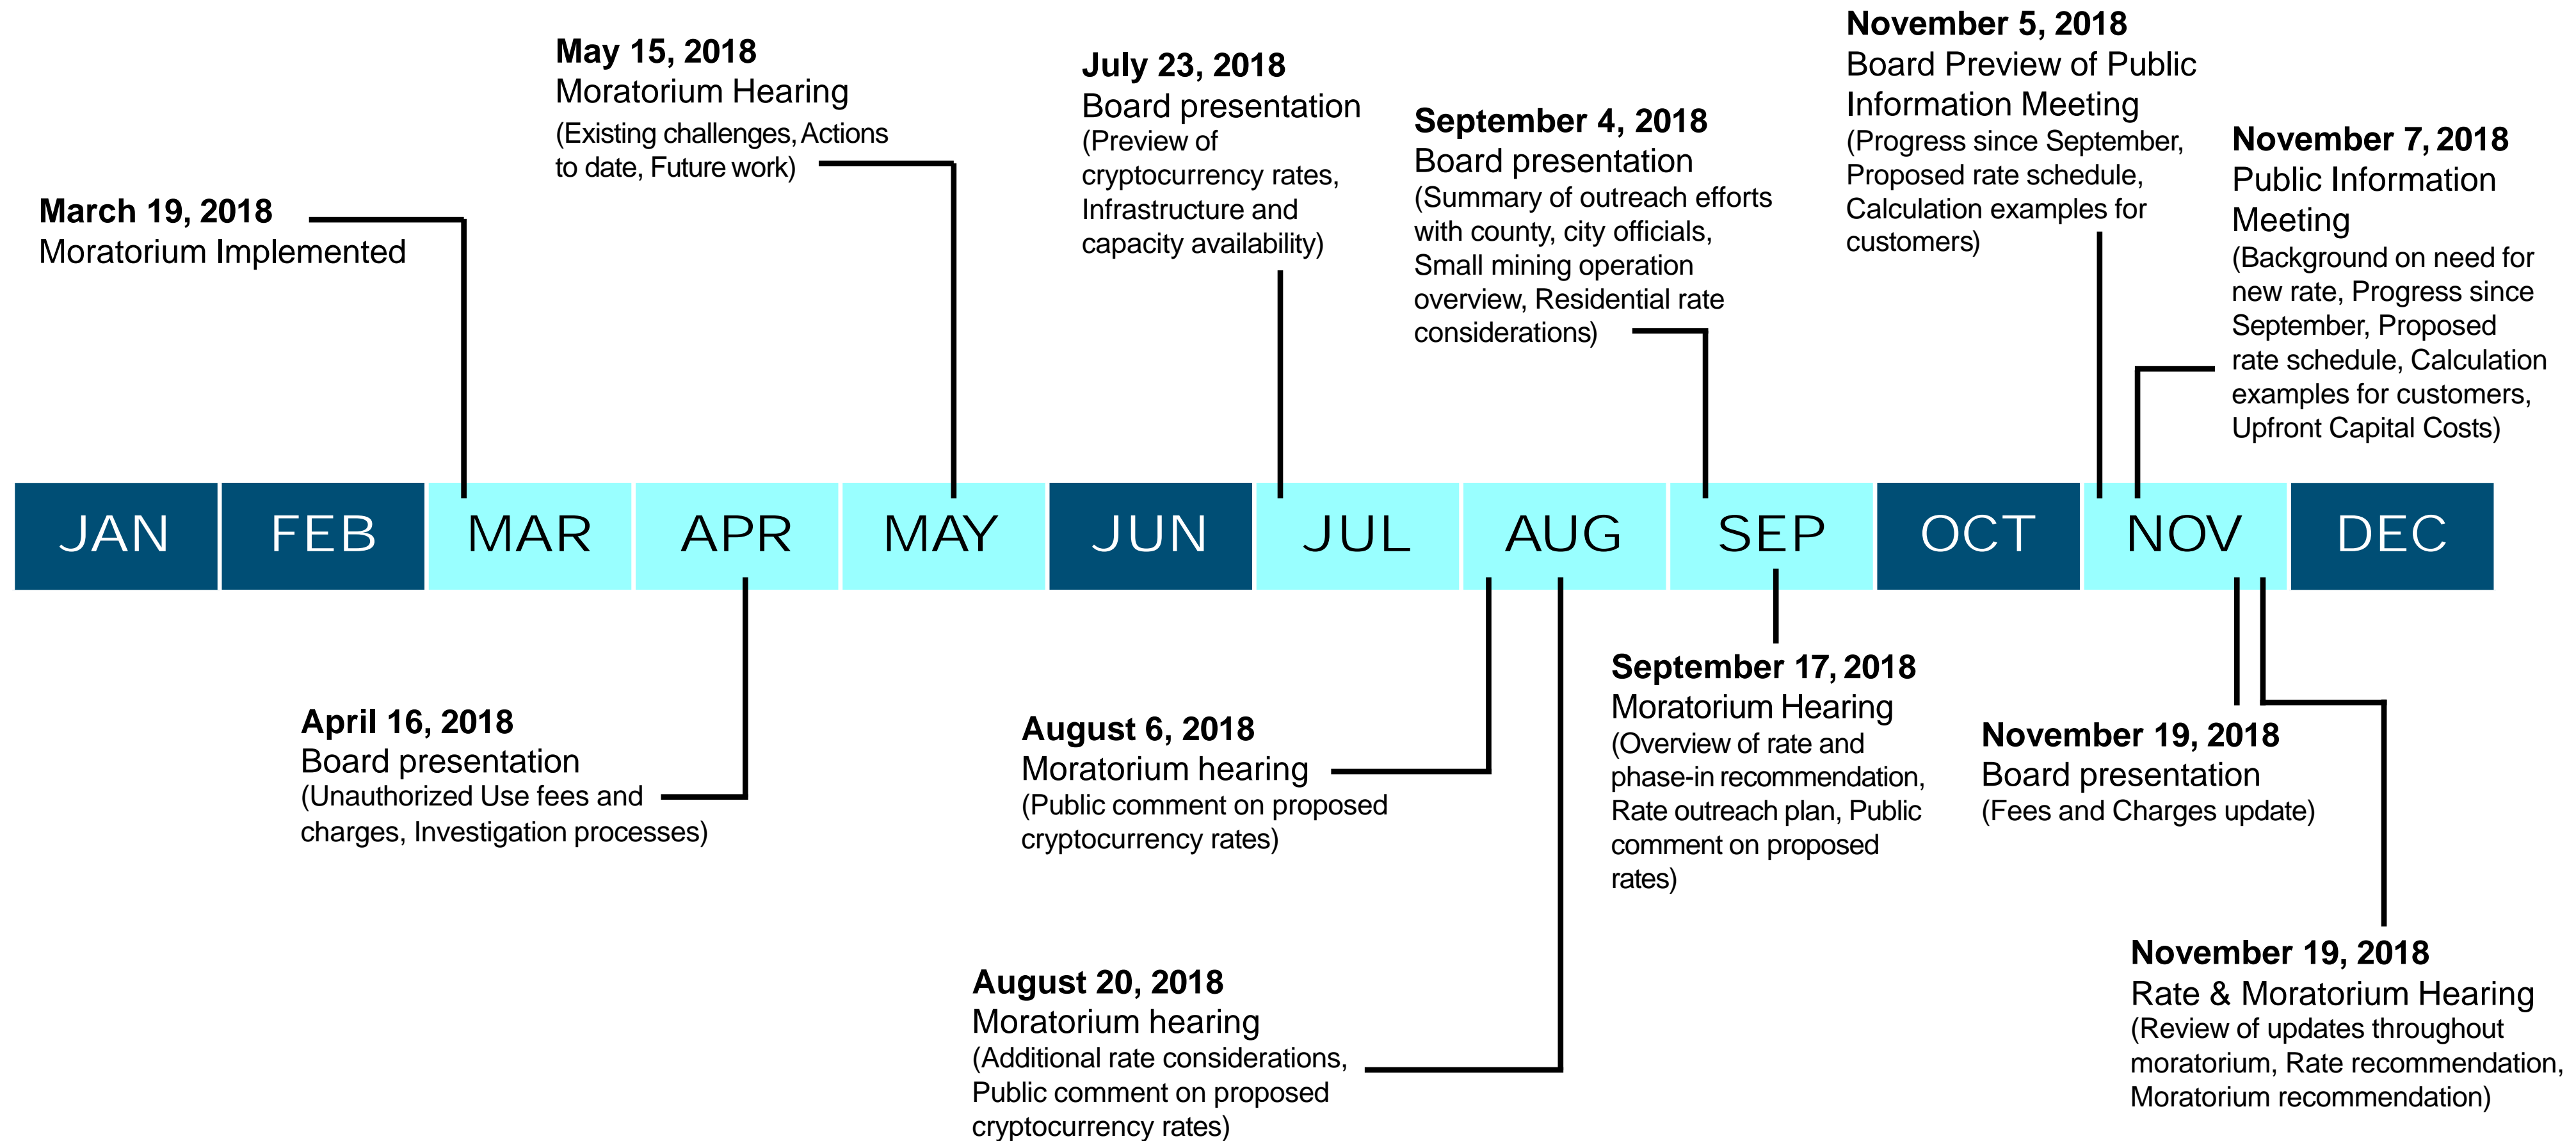 March 19, 2018
Moratorium Implemented
May 15, 2018
Moratorium Hearing
(Existing challenges, Actions
to date, Future work)
July 23, 2018
Board presentation
(Preview of
cryptocurrency rates,
Infrastructure and
capacity availability)
September 4, 2018
Board presentation
(Summary of outreach efforts
with county, city officials,
Small mining operation
overview, Residential rate
considerations)
November 5, 2018
Board Preview of Public
Information Meeting
(Progress since September,
Proposed rate schedule,
Calculation examples for
customers)
November 7, 2018
Public Information
Meeting
(Background on need for
new rate, Progress since
September, Proposed
rate schedule, Calculation
examples for customers,
Upfront Capital Costs)
JAN
FEB
MAR
APR
MAY
JUN
JUL
AUG
SEP
OCT
NOV
DEC
April 16, 2018
Board presentation
(Unauthorized Use fees and
charges, Investigation processes)
August 6, 2018
Moratorium hearing
(Public comment on proposed
cryptocurrency rates)
August 20, 2018
Moratorium hearing
(Additional rate considerations,
Public comment on proposed
cryptocurrency rates)
September 17, 2018
Moratorium Hearing
(Overview of rate and
phase-in recommendation,
Rate outreach plan, Public
comment on proposed
rates)
November 19, 2018
Board presentation
(Fees and Charges update)
November 19, 2018
Rate & Moratorium Hearing
(Review of updates throughout
moratorium, Rate recommendation,
Moratorium recommendation)